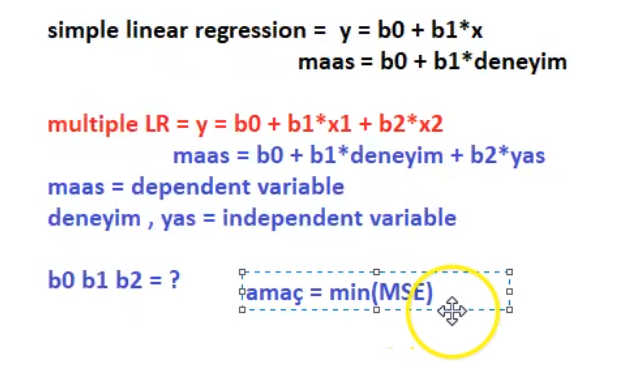 simple linear regression = y = b0 + b1*x
maas = b0 + b1*deneyim
multiple LR = y = b0 + b1*x1 + b2*x2
maas = b0 + b1*deneyim + b2*yas
maas = dependent variable
deneyim , yas = independent variable
b0 b1 b2 = ? amaç = min(MSE)